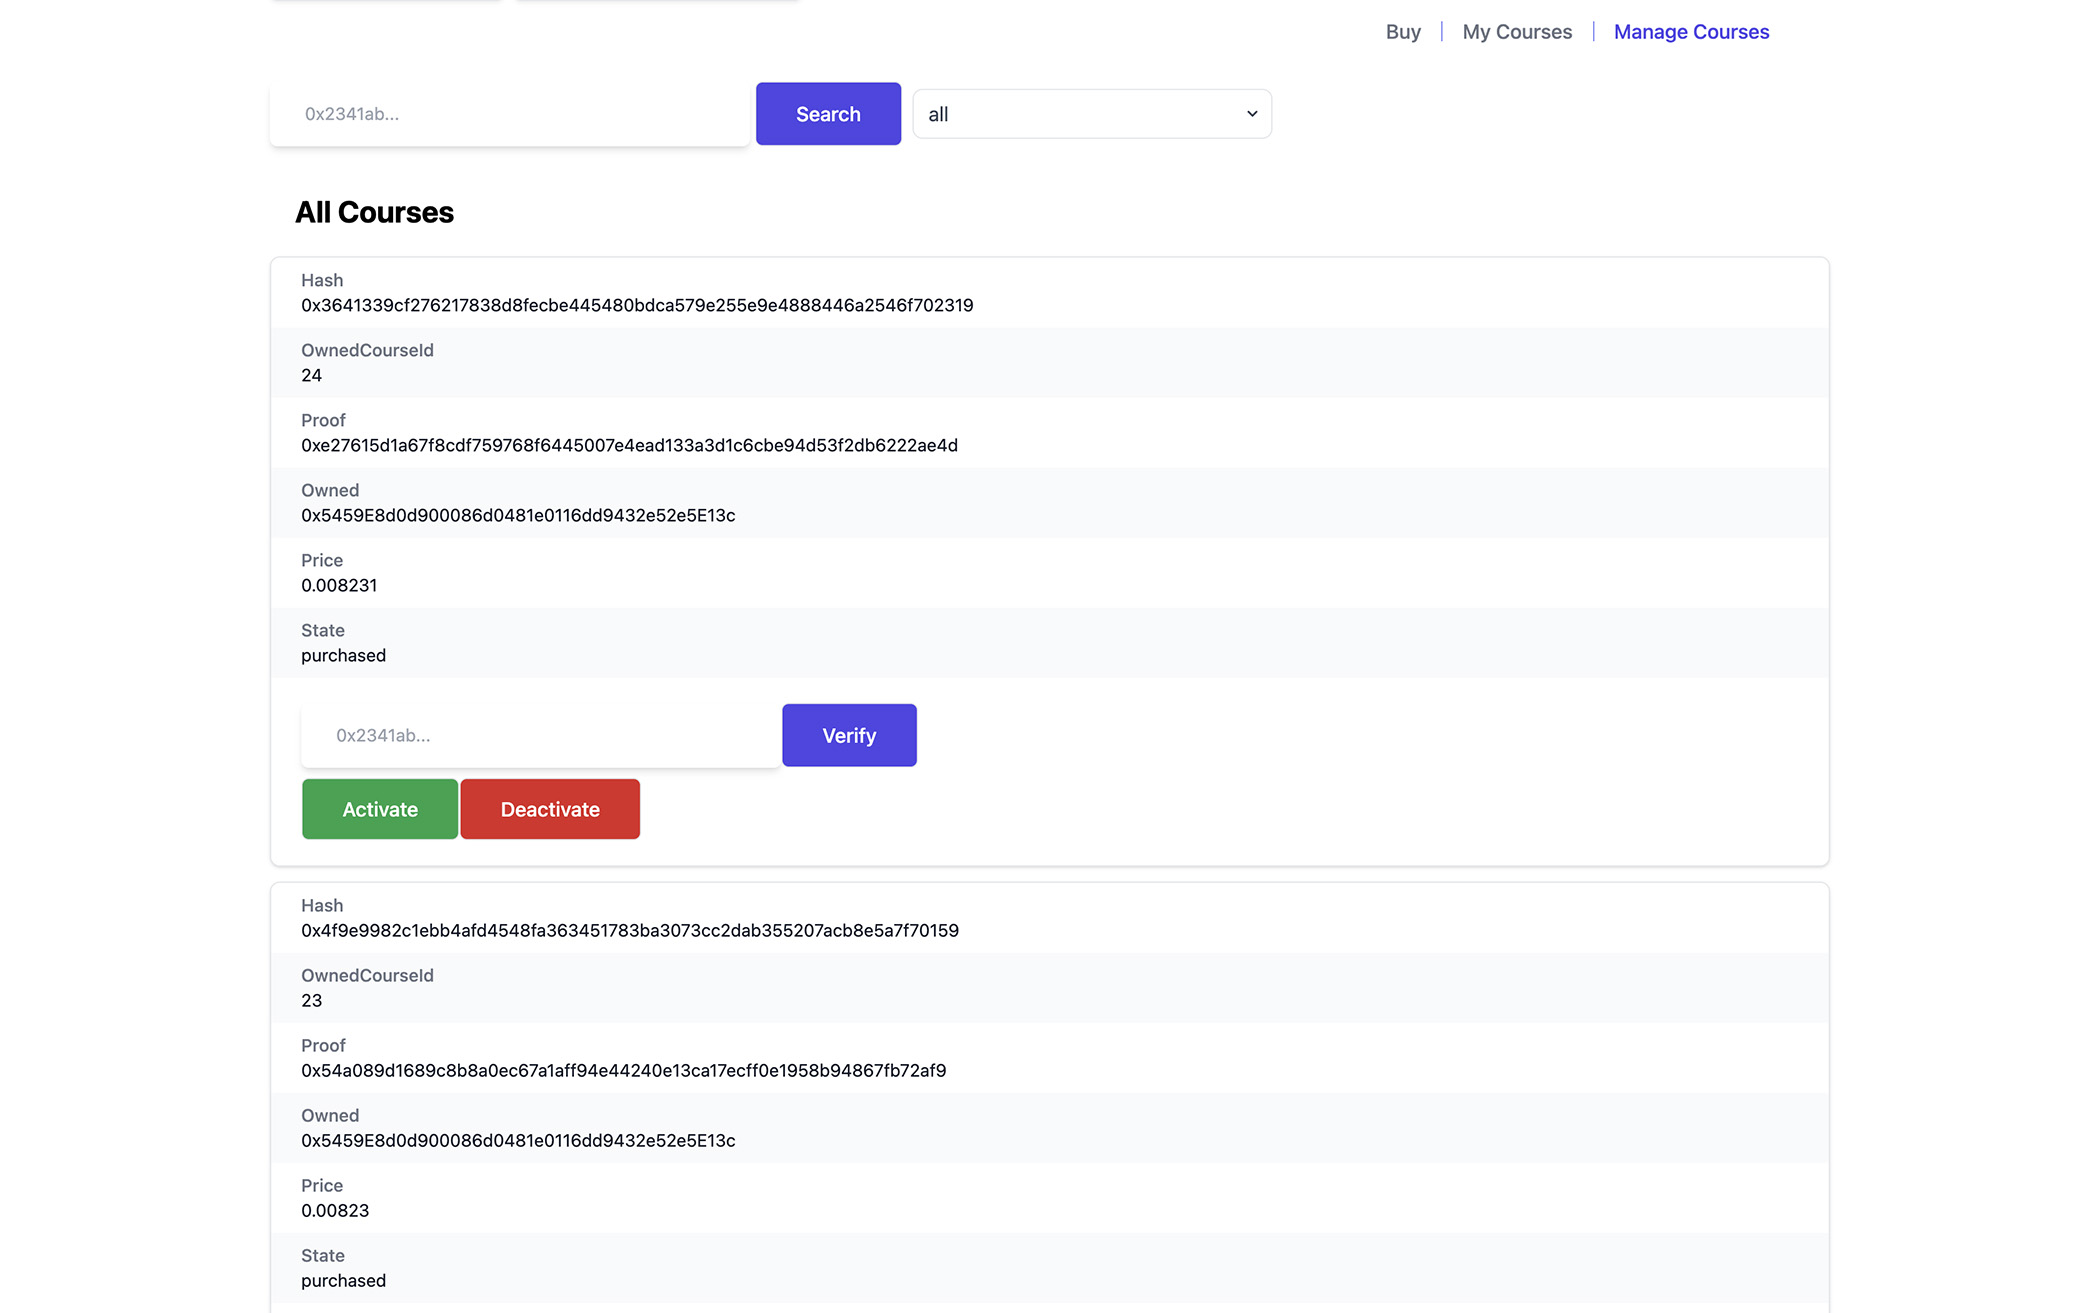 Buy | My Courses | Manage Courses
0x2341ab...
Search
all
All Courses
Hash
0x3641339cf276217838d8fecbe445480bdca579e255e9e4888446a2546f702319
OwnedCourseId
24
Proof
0xe27615d1a67f8cdf759768f6445007e4ead133a3d1c6cbe94d53f2db6222ae4d
Owned
0x5459E8d0d900086d0481e0116dd9432e52e5E13c
Price
0.008231
State
purchased
0x2341ab...
Verify
Activate
Deactivate
Hash
0x4f9e9982c1ebb4afd4548fa363451783ba3073cc2dab355207acb8e5a7f70159
OwnedCourseId
23
Proof
0x54a089d1689c8b8a0ec67a1aff94e44240e13ca17ecff0e1958b94867fb72af9
Owned
0x5459E8d0d900086d0481e0116dd9432e52e5E13c
Price
0.00823
State
purchased